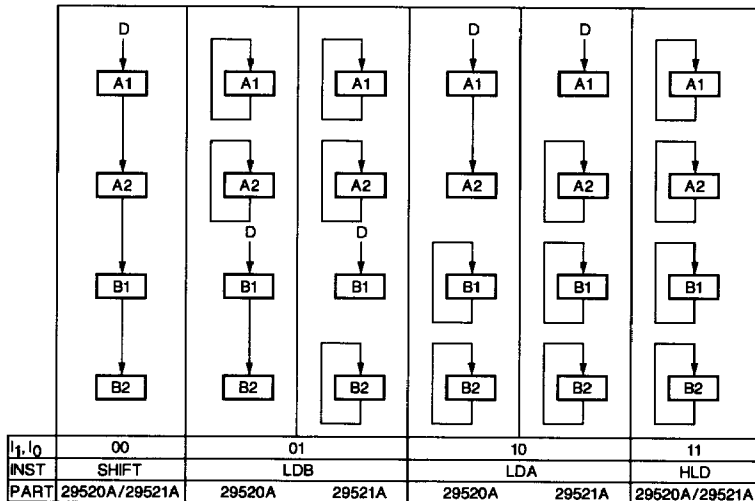 D D D
A1 A1 A1 A1 A1 A1
A2 A2 A2 A2 A2 A2
D D
B1 B1 B1 B1 B1 B1
B2 B2 B2 B2 B2 B2
I1, I0 00 01 10 11
INST SHIFT LDB LDA HLD
PART 29520A/29521A 29520A 29521A 29520A 29521A 29520A/29521A